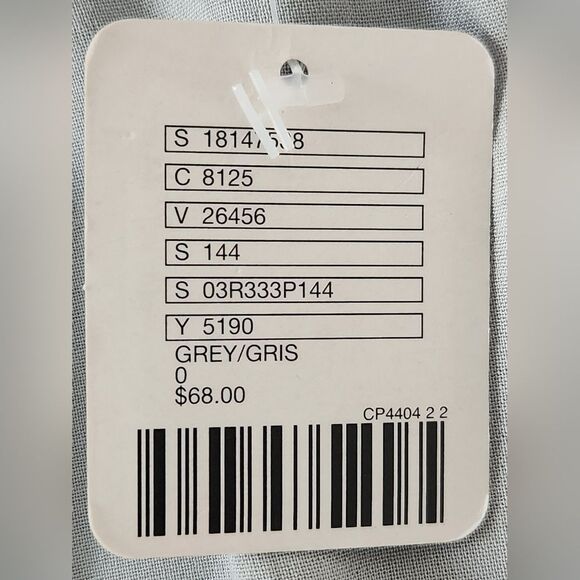 S
C 8125
V 26456
S 144
S 03R333P144
Y 5190
GREY/GRIS
0
$68.00
CP4404 2 2